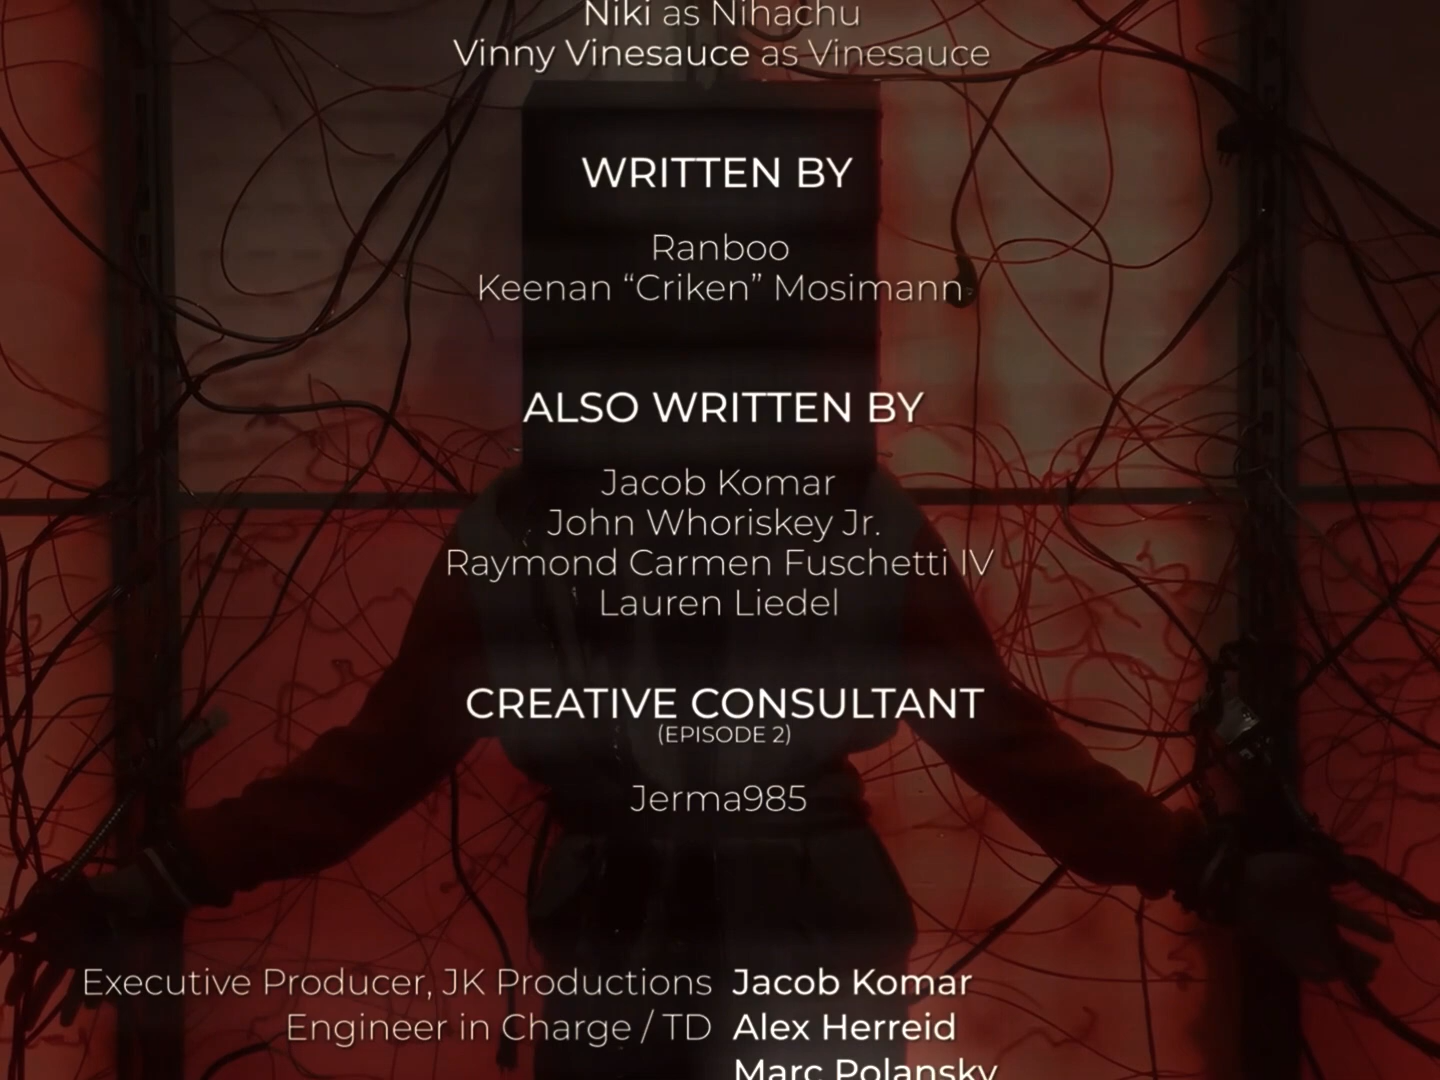 Niki as Nihachu
Vinny Vinesauce as Vinesauce
WRITTEN BY
Ranboo
Keenan “Criken” Mosimann
ALSO WRITTEN BY
Jacob Komar
John Whoriskey Jr.
Raymond Carmen Fuschetti IV
Lauren Liedel
CREATIVE CONSULTANT
(EPISODE 2)
Jerma985
Executive Producer, JK Productions Jacob Komar
Engineer in Charge / TD Alex Herreid
Marc Polansky